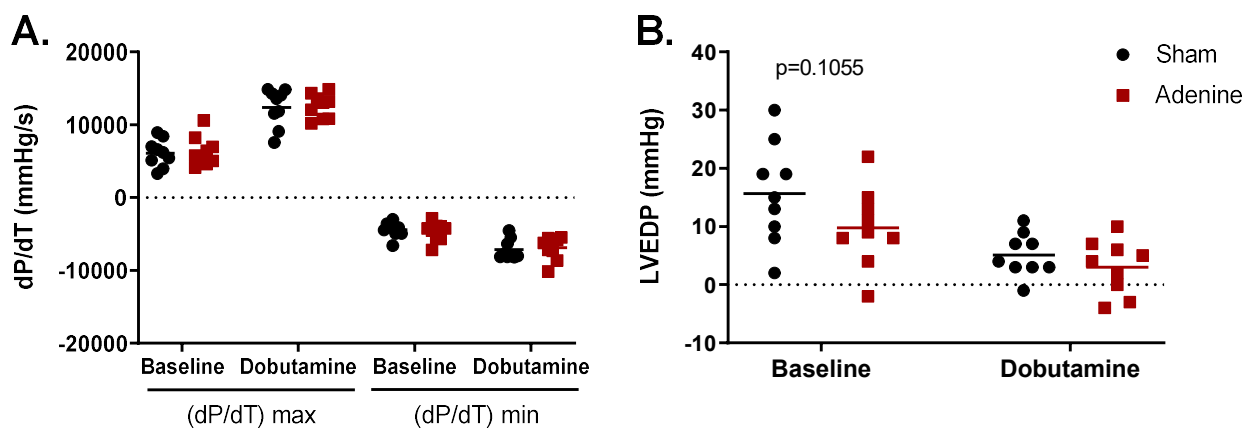 A.
dP/dT (mmHg/s)
20000
10000
0
-10000
-20000
Baseline
Dobutamine
Baseline
Dobutamine
(dP/dT) max
(dP/dT) min
B.
LVEDP (mmHg)
40
30
20
10
0
-10
p=0.1055
Sham
Adenine
Baseline
Dobutamine